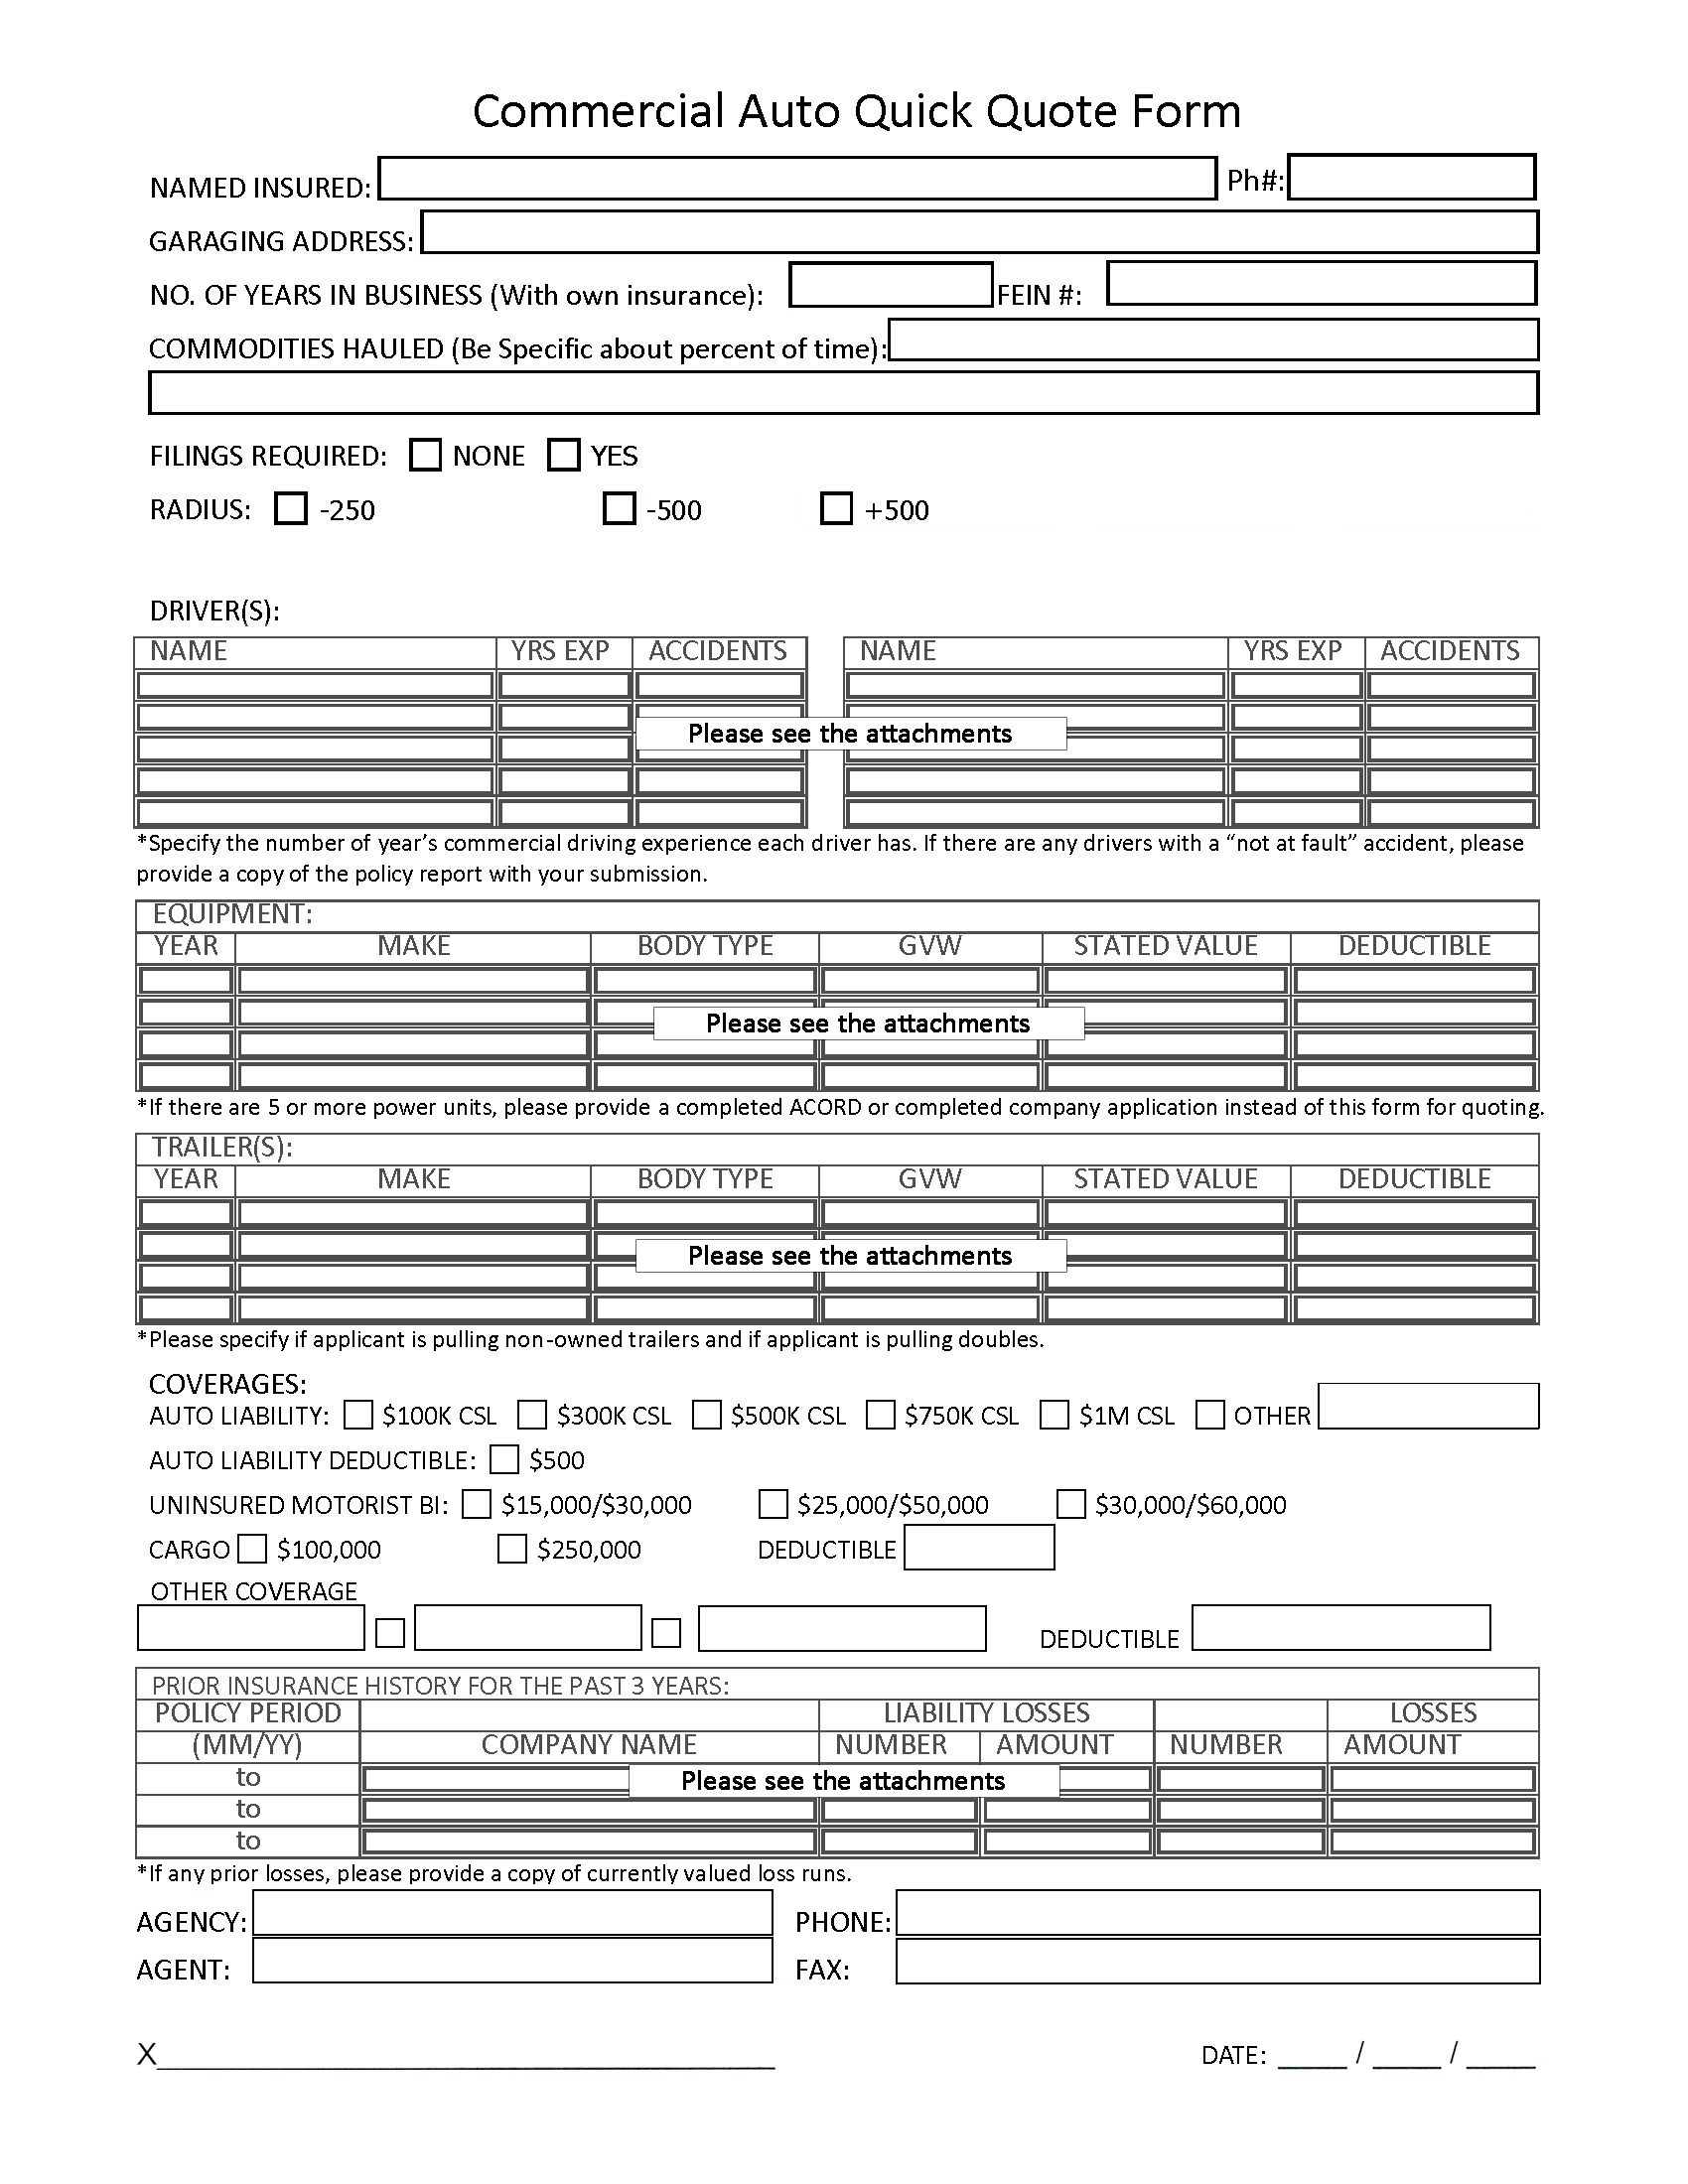 Commercial Auto Quick Quote Form
NAMED INSURED: Ph#:
GARAGING ADDRESS:
NO. OF YEARS IN BUSINESS (With own insurance): FEIN #:
COMMODITIES HAULED (Be Specific about percent of time):
FILINGS REQUIRED: NONE YES
RADIUS: -250 -500 +500
DRIVER(S):
NAME YRS EXP ACCIDENTS NAME YRS EXP ACCIDENTS
Please see the attachments
*Specify the number of year’s commercial driving experience each driver has. If there are any drivers with a “not at fault” accident, please
provide a copy of the policy report with your submission.
EQUIPMENT:
YEAR MAKE BODY TYPE GVW STATED VALUE DEDUCTIBLE
Please see the attachments
*If there are 5 or more power units, please provide a completed ACORD or completed company application instead of this form for quoting.
TRAILER(S):
YEAR MAKE BODY TYPE GVW STATED VALUE DEDUCTIBLE
Please see the attachments
*Please specify if applicant is pulling non-owned trailers and if applicant is pulling doubles.
COVERAGES:
AUTO LIABILITY: $100K CSL $300K CSL $500K CSL $750K CSL $1M CSL OTHER
AUTO LIABILITY DEDUCTIBLE: $500
UNINSURED MOTORIST BI: $15,000/$30,000 $25,000/$50,000 $30,000/$60,000
CARGO $100,000 $250,000 DEDUCTIBLE
OTHER COVERAGE
DEDUCTIBLE
PRIOR INSURANCE HISTORY FOR THE PAST 3 YEARS:
POLICY PERIOD LIABILITY LOSSES LOSSES
(MM/YY) COMPANY NAME NUMBER AMOUNT NUMBER AMOUNT
to Please see the attachments
to
to
*If any prior losses, please provide a copy of currently valued loss runs.
AGENCY: PHONE:
AGENT: FAX:
X DATE: / /